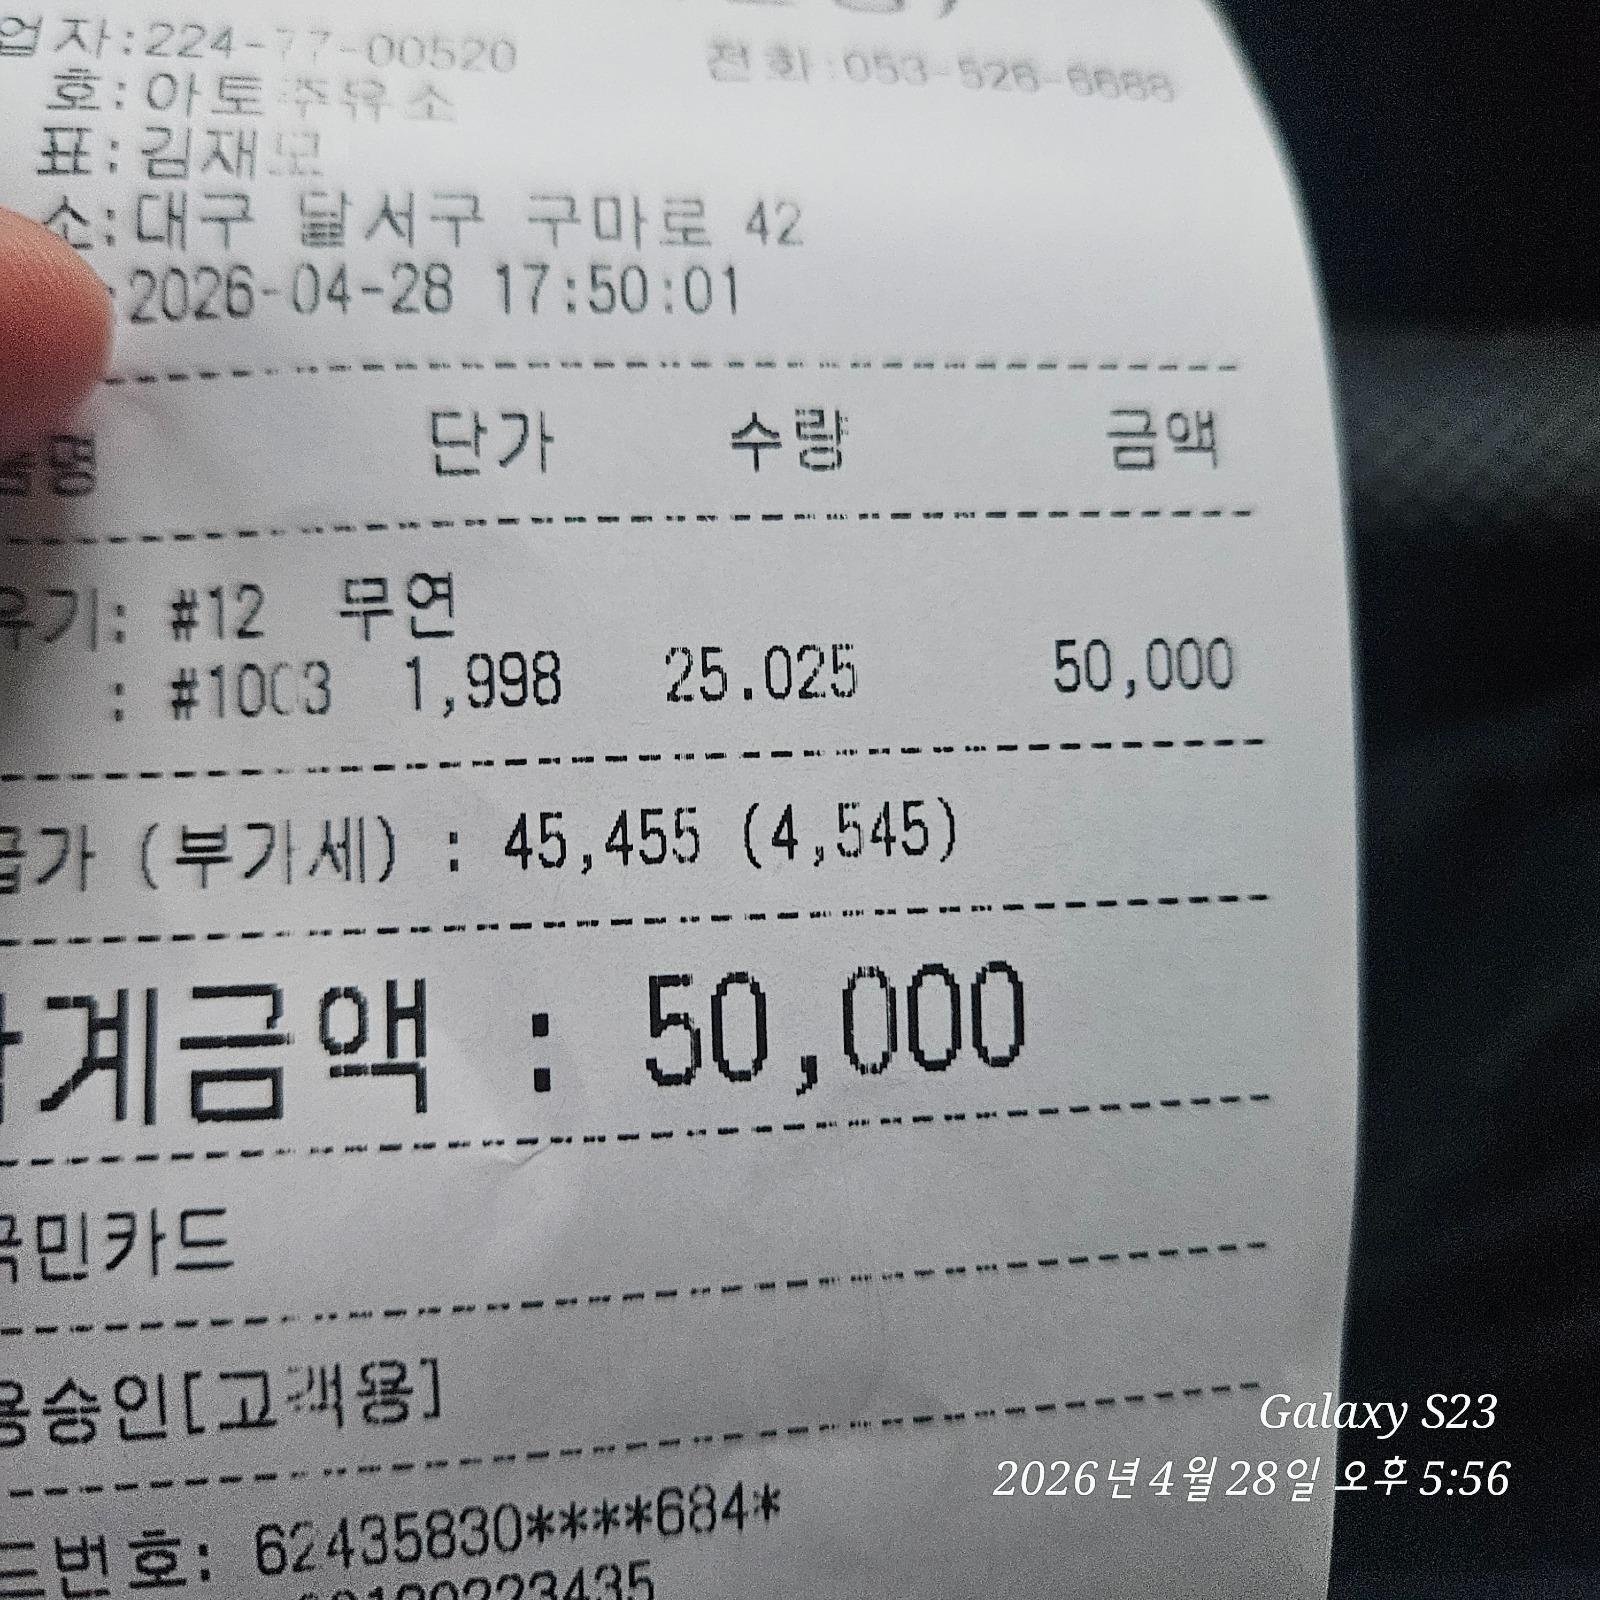 업자:224-77-00520 전화:053-526-6688
호:아토주유소
표:김재
소:대구 달서구 구마로 42
:2026-04-28 17:50:01
명 단가 수량 금액
유기: #12 무연
: #1003 1,998 25.025 50,000
급가 (부가세) : 45,455 (4,545)
합계금액 : 50,000
국민카드
용승인[고객용]
드번호: 62435830****684*
223435
Galaxy S23
2026년 4월 28일 오후 5:56